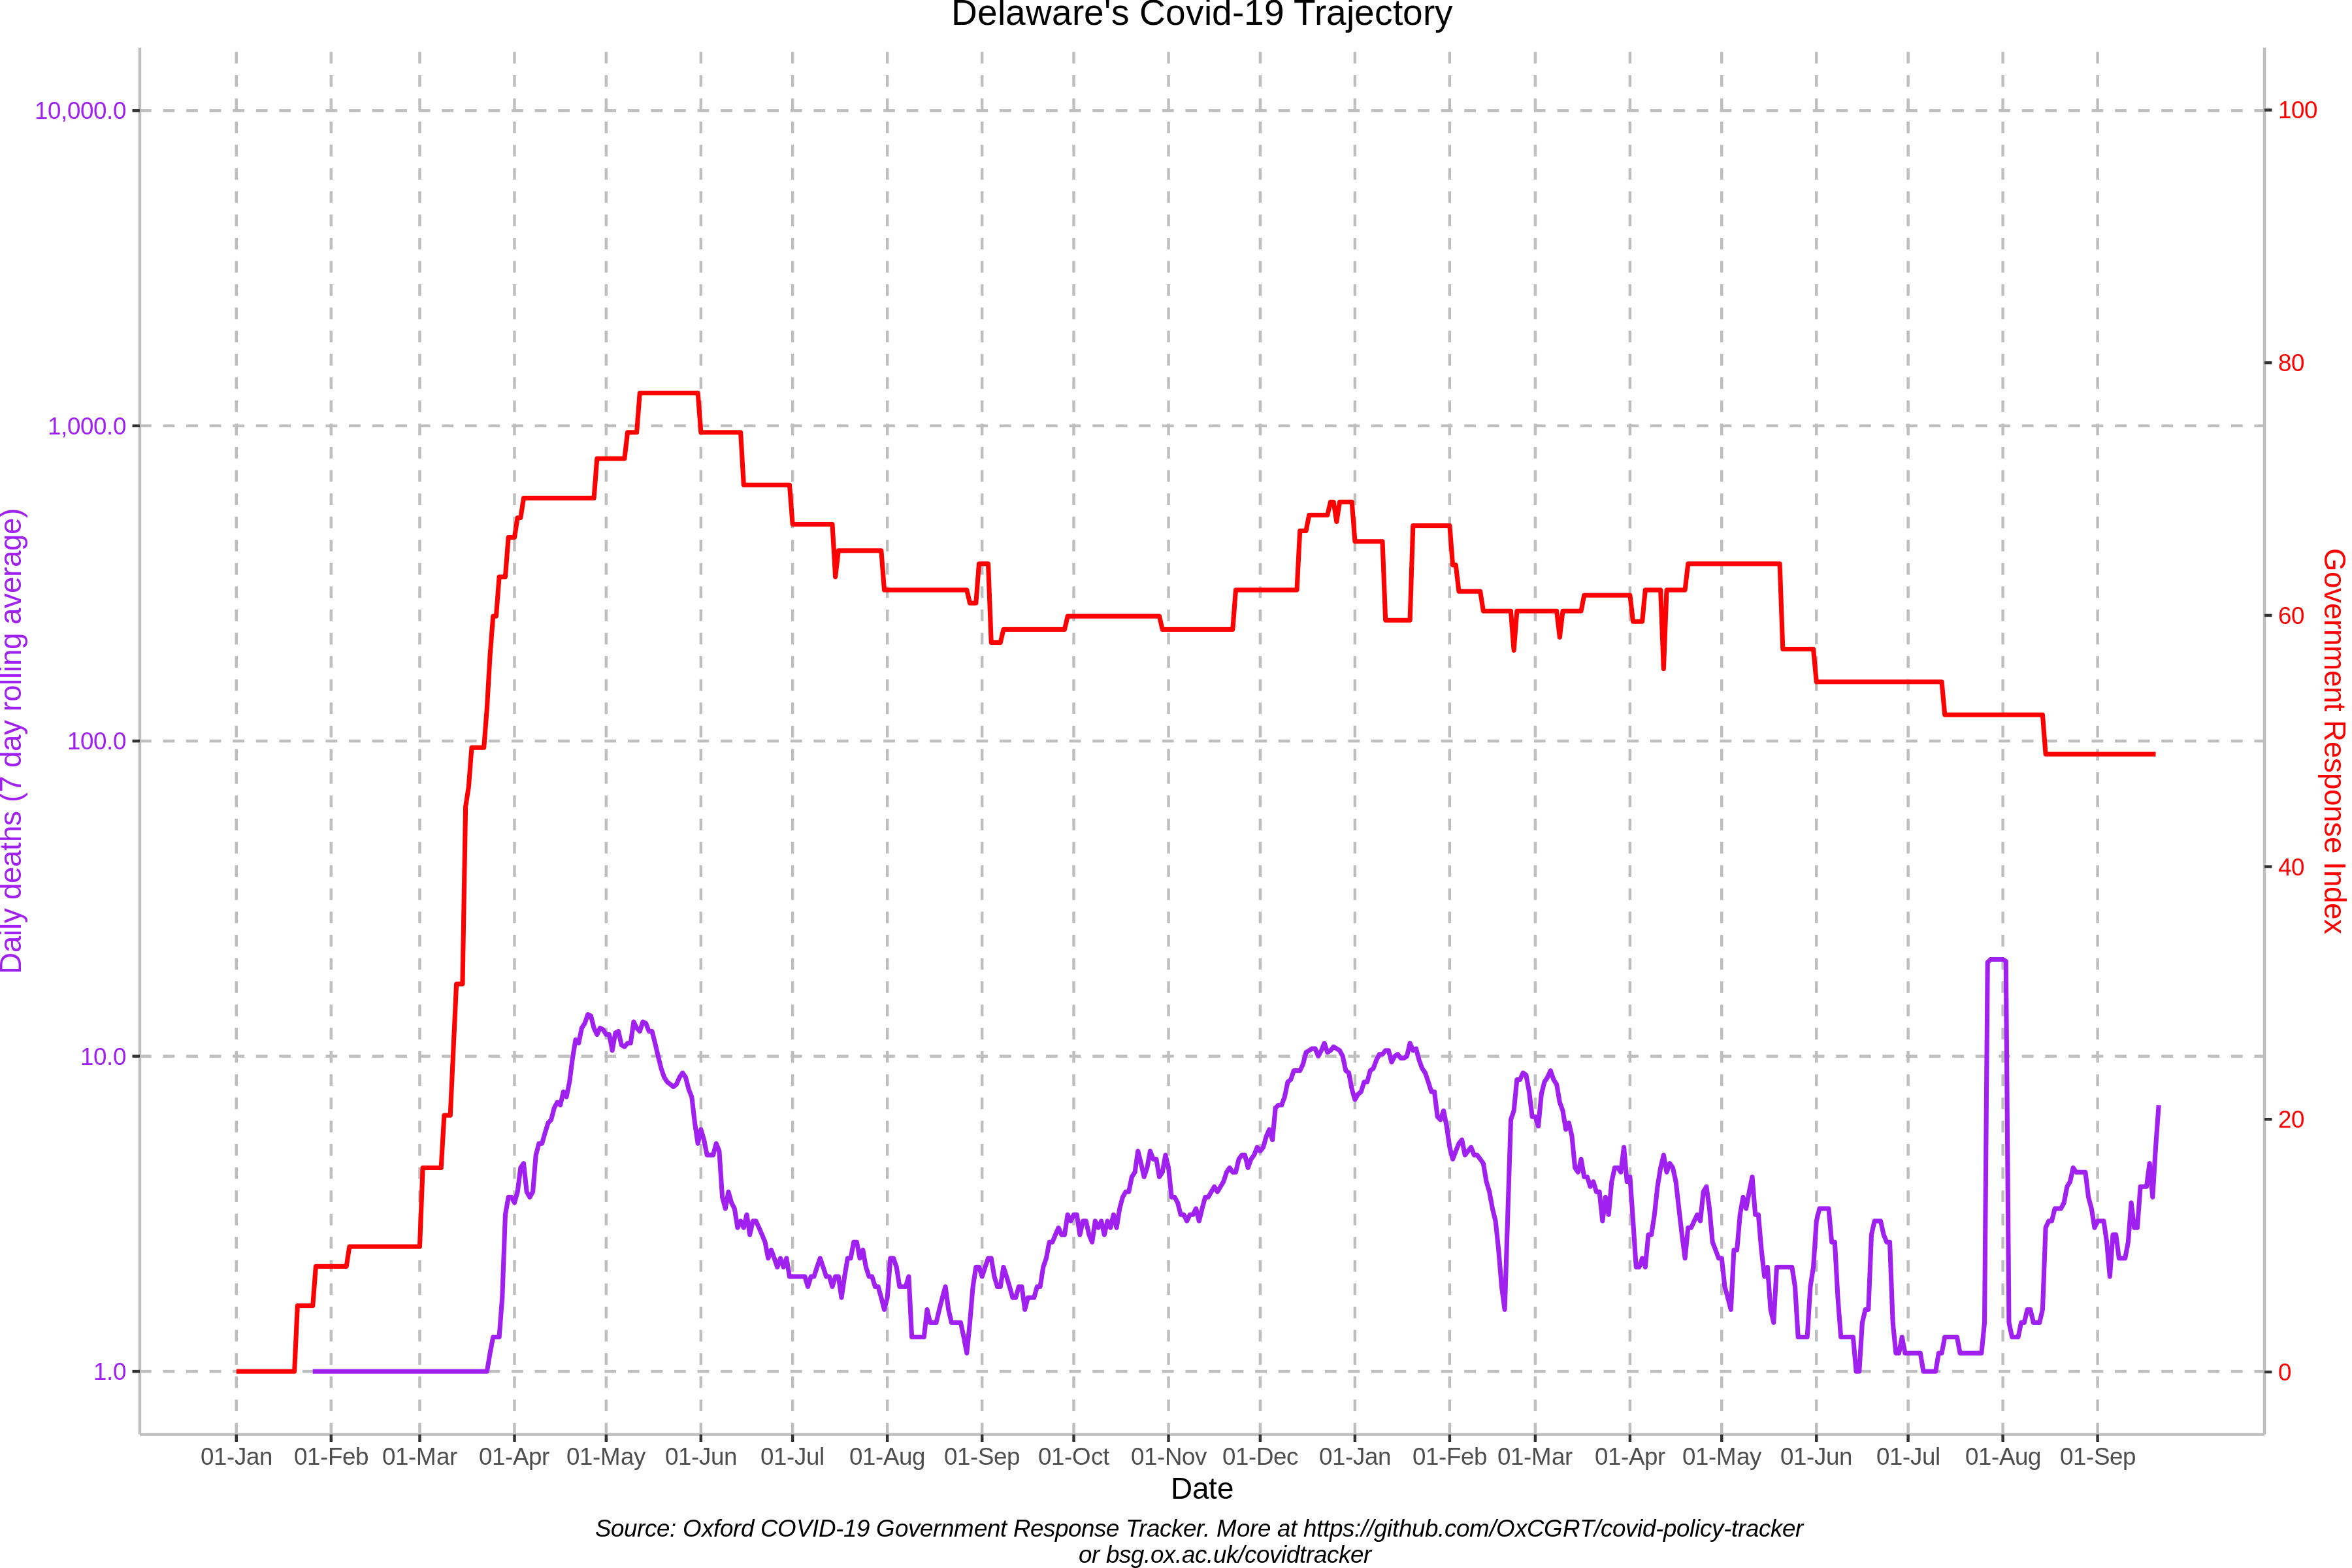 Delaware's Covid-19 Trajectory
10,000.0
1,000.0
100.0
10.0
1.0
Daily deaths (7 day rolling average)
100
80
60
40
20
0
Government Response Index
01-Jan 01-Feb 01-Mar 01-Apr 01-May 01-Jun 01-Jul 01-Aug 01-Sep 01-Oct 01-Nov 01-Dec 01-Jan 01-Feb 01-Mar 01-Apr 01-May 01-Jun 01-Jul 01-Aug 01-Sep
Date
Source: Oxford COVID-19 Government Response Tracker. More at https://github.com/OxCGRT/covid-policy-tracker
or bsg.ox.ac.uk/covidtracker